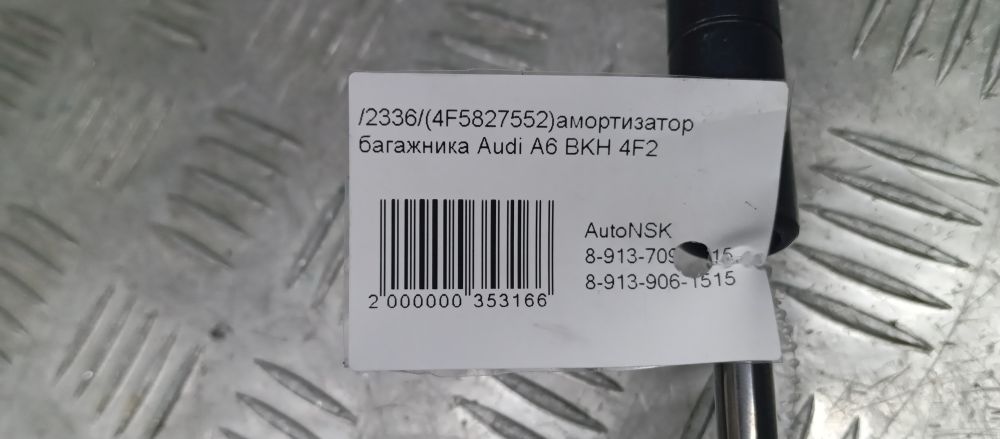 /2336/(4F5827552)амортизатор
багажника Audi A6 BKH 4F2
AutoNSK
8-913-906-1515
2 000000 353166